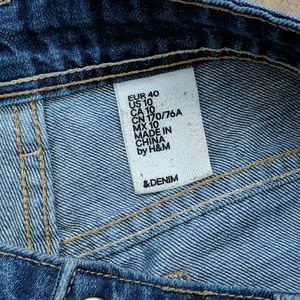 EUR 40
US 10
CA 10
CN 170/76A
MX 10
MADE IN
CHINA
by H&M
&DENIM